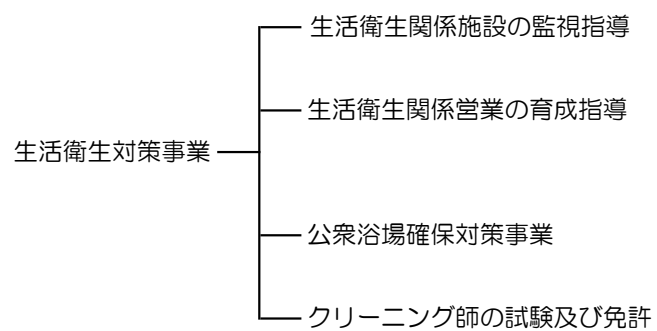 生活衛生対策事業
生活衛生関係施設の監視指導
生活衛生関係営業の育成指導
公衆浴場確保対策事業
クリーニング師の試験及び免許